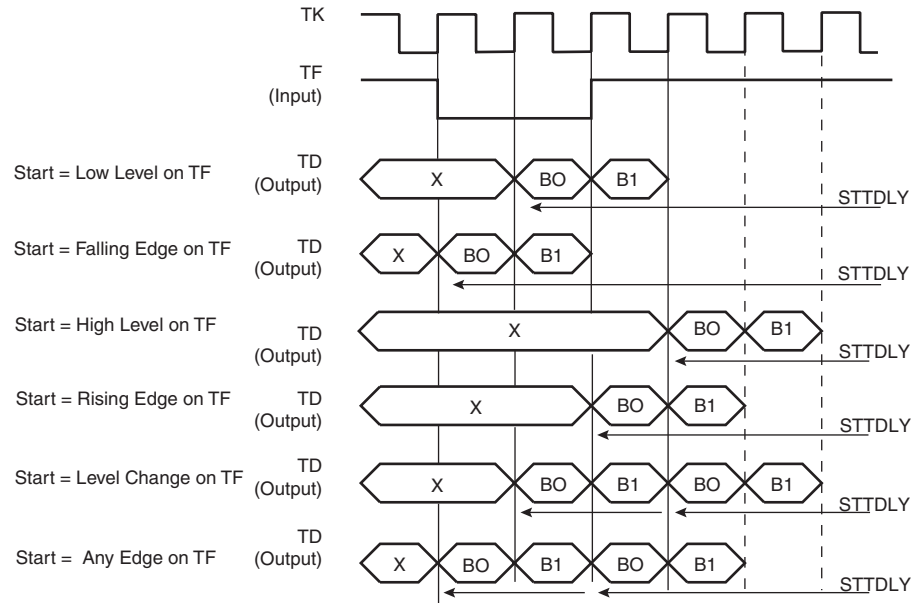 TK
TF
(Input)
Start = Low Level on TF
TD
(Output)
X
BO
B1
STTDLY
Start = Falling Edge on TF
TD
(Output)
X
BO
B1
STTDLY
Start = High Level on TF
TD
(Output)
X
BO
B1
STTDLY
Start = Rising Edge on TF
TD
(Output)
X
BO
B1
STTDLY
Start = Level Change on TF
TD
(Output)
X
BO
B1
BO
B1
STTDLY
Start = Any Edge on TF
TD
(Output)
X
BO
B1
BO
B1
STTDLY